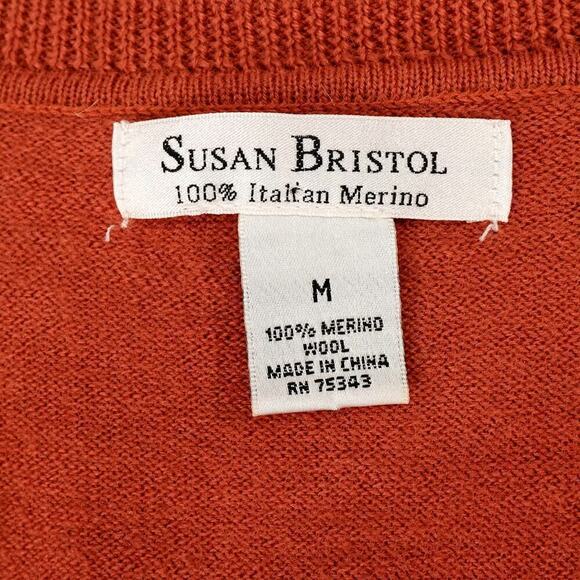 SUSAN BRISTOL
100% Italian Merino
M
100% MERINO
WOOL
MADE IN CHINA
RN 75343